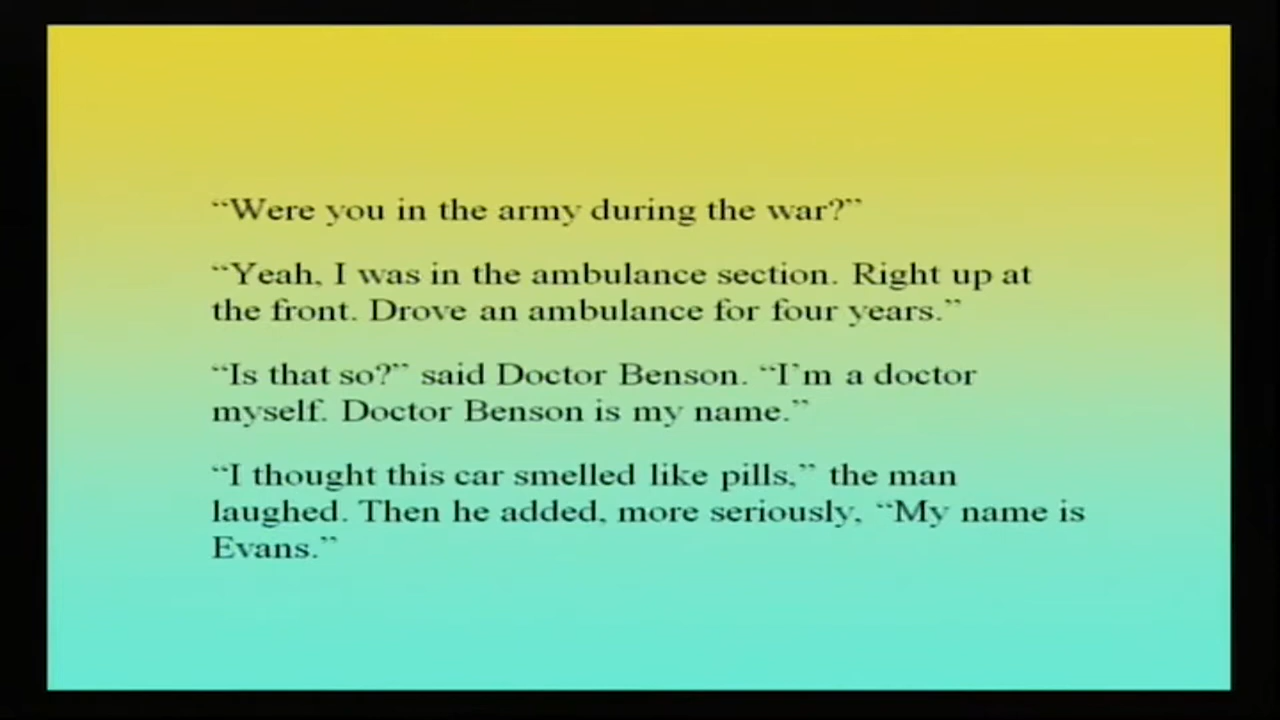 “Were you in the army during the war?”
“Yeah, I was in the ambulance section. Right up at
the front. Drove an ambulance for four years.”
“Is that so?” said Doctor Benson. “I’m a doctor
myself. Doctor Benson is my name.”
“I thought this car smelled like pills,” the man
laughed. Then he added, more seriously, “My name is
Evans.”